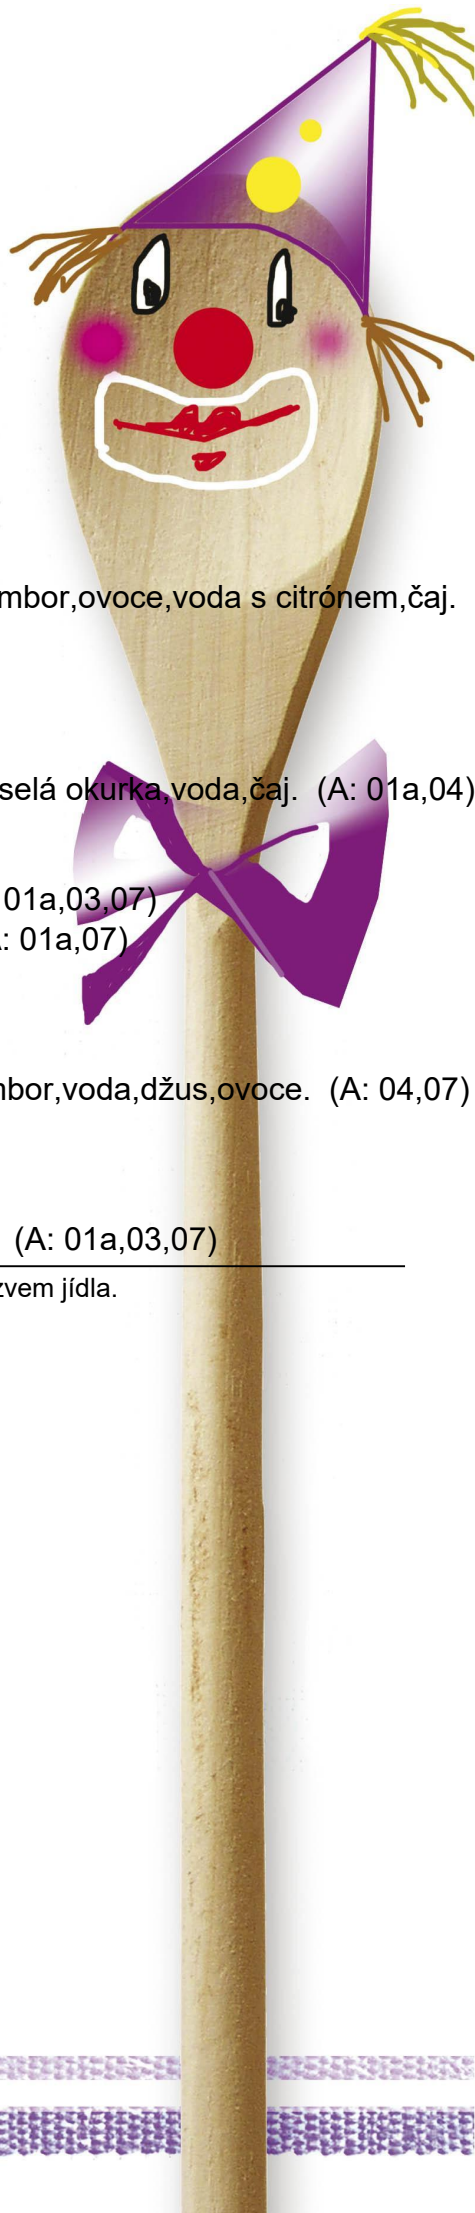 mbor,ovoce,voda s citrónem,čaj.
selá okurka,voda,čaj. (A: 01a,04)
01a,03,07)
: 01a,07)
bor,voda,džus,ovoce. (A: 04,07)
(A: 01a,03,07)
zvem jídla.